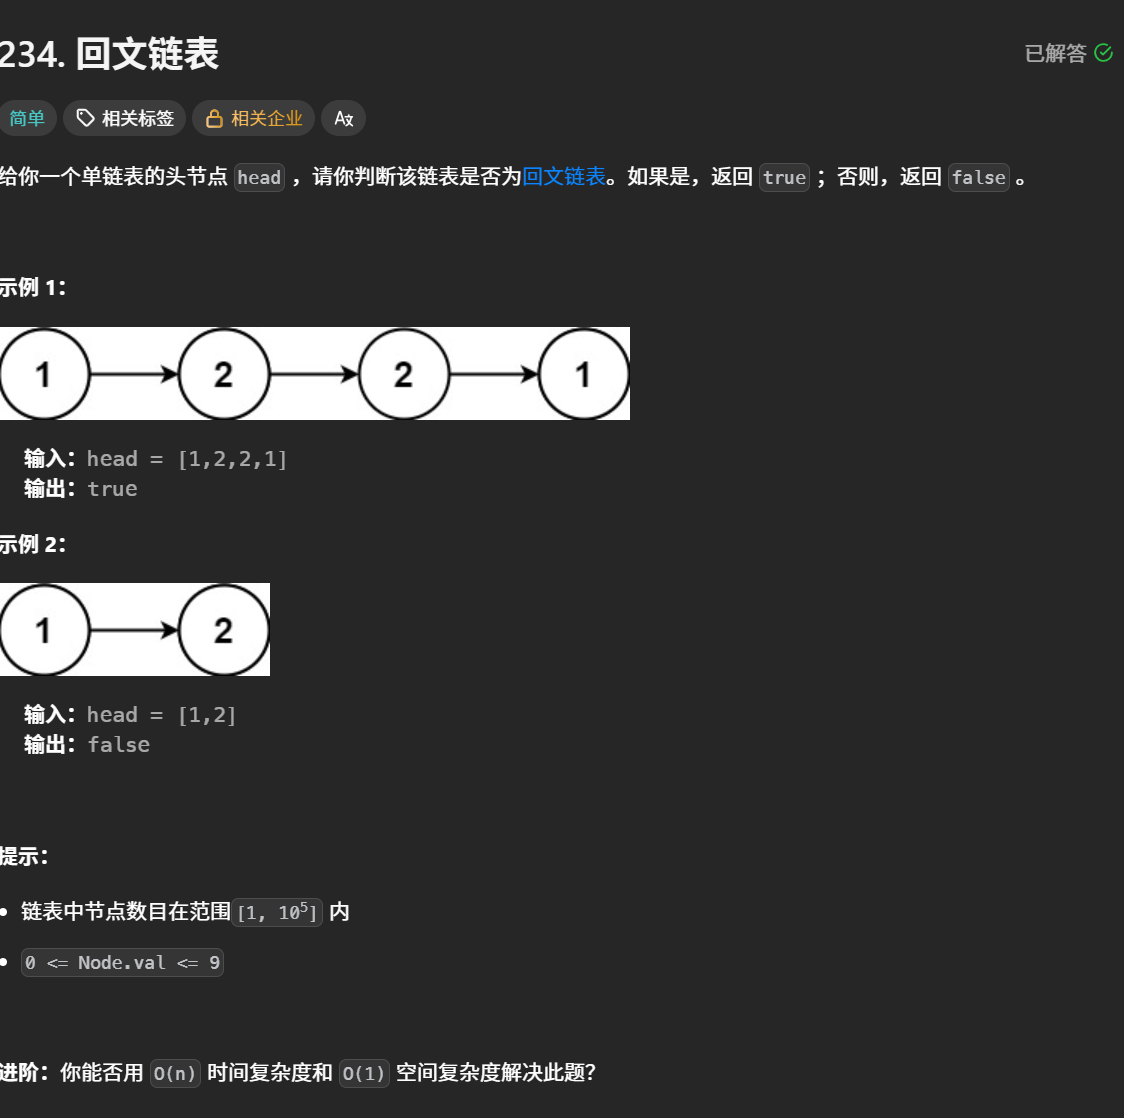 234. 回文链表
已解答
简单 相关标签 相关企业
给你一个单链表的头节点 head ，请你判断该链表是否为回文链表。如果是，返回 true ；否则，返回 false 。
示例 1：
1 2 2 1
输入：head = [1,2,2,1]
输出：true
示例 2：
1 2
输入：head = [1,2]
输出：false
提示：
链表中节点数目在范围[1, 10⁵] 内
0 <= Node.val <= 9
进阶：你能否用 O(n) 时间复杂度和 O(1) 空间复杂度解决此题？